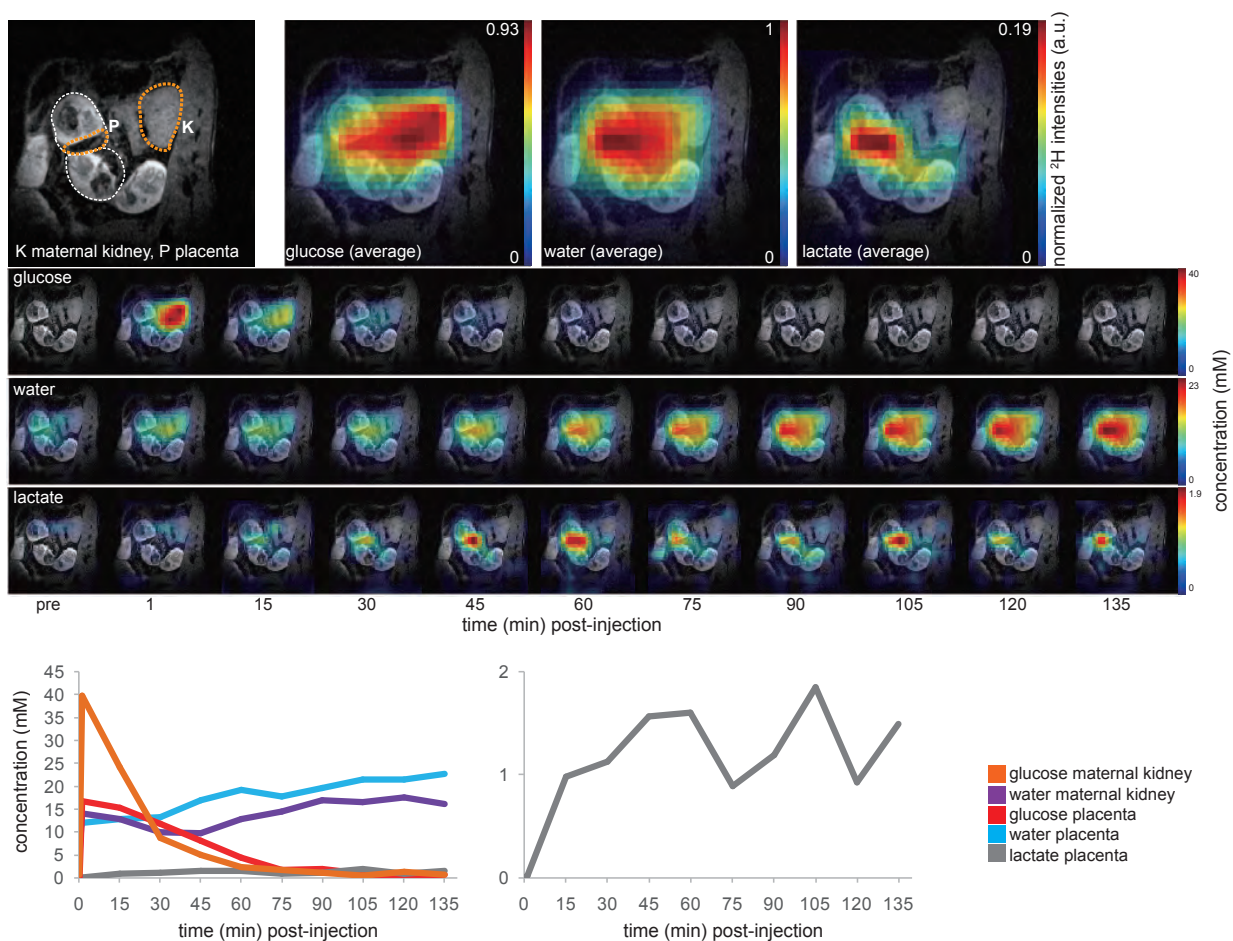 P
K
K maternal kidney, P placenta
0.93
glucose (average)
0
1
water (average)
0
0.19
lactate (average)
0
normalized ²H intensities (a.u.)
glucose
40
0
water
23
0
lactate
1.9
0
concentration (mM)
pre 1 15 30 45 60 75 90 105 120 135
time (min) post-injection
45
40
35
30
25
20
15
10
5
0
concentration (mM)
0 15 30 45 60 75 90 105 120 135
time (min) post-injection
2
1
0
0 15 30 45 60 75 90 105 120 135
time (min) post-injection
glucose maternal kidney
water maternal kidney
glucose placenta
water placenta
lactate placenta